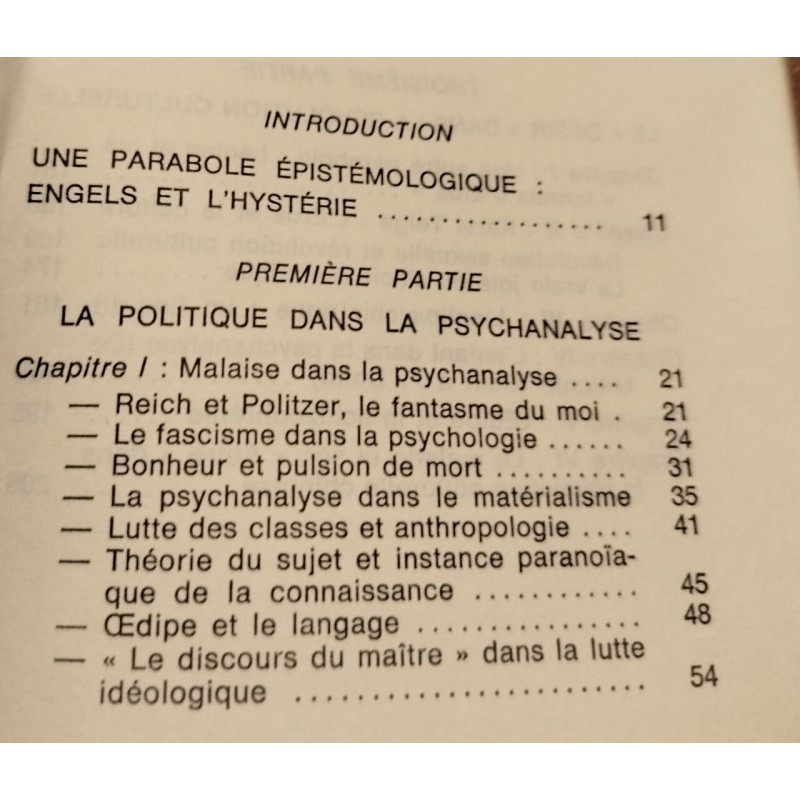 INTRODUCTION
UNE PARABOLE ÉPISTÉMOLOGIQUE :
ENGELS ET L'HYSTÉRIE ................... 11
PREMIÈRE PARTIE
LA POLITIQUE DANS LA PSYCHANALYSE
Chapitre I : Malaise dans la psychanalyse .... 21
— Reich et Politzer, le fantasme du moi . 21
— Le fascisme dans la psychologie ...... 24
— Bonheur et pulsion de mort .......... 31
— La psychanalyse dans le matérialisme 35
— Lutte des classes et anthropologie .... 41
— Théorie du sujet et instance paranoïa-
que de la connaissance ............ 45
— Œdipe et le langage ................. 48
— « Le discours du maître » dans la lutte
idéologique ........................ 54